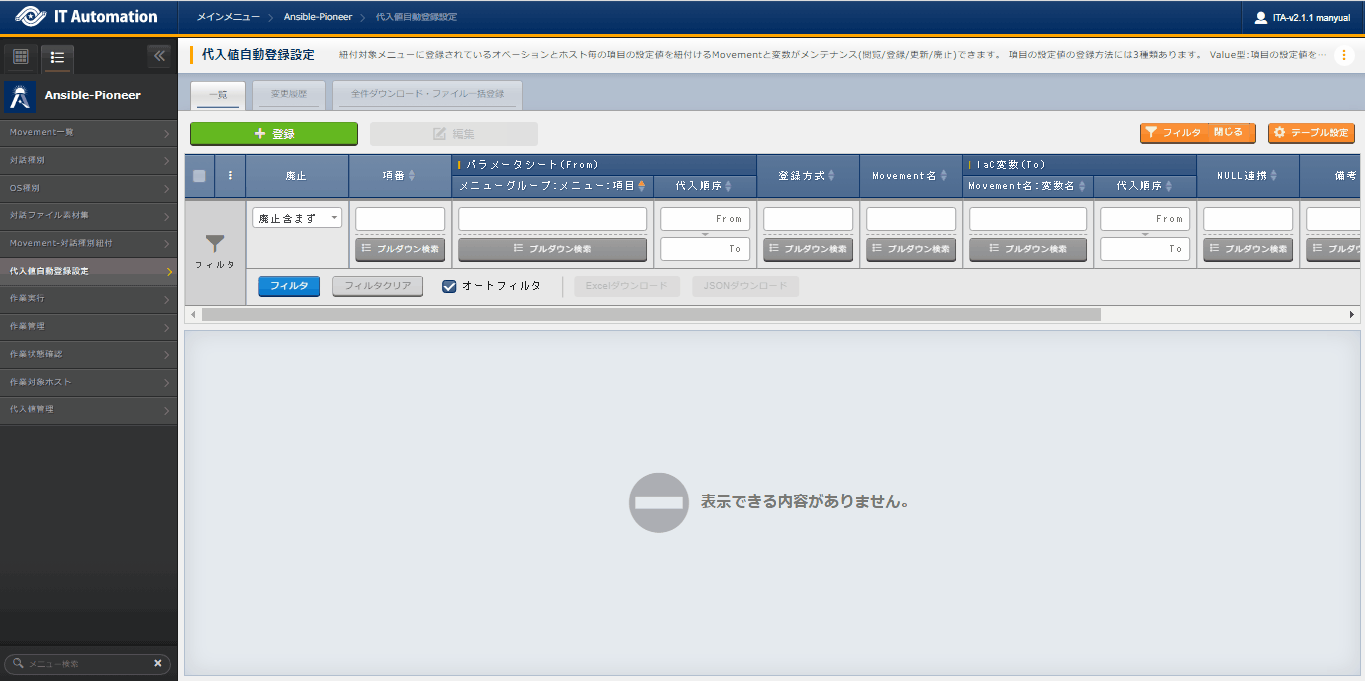 IT Automation
メインメニュー
Ansible-Pioneer
代入値自動登録設定
ITA-v2.1.1 manyual
Ansible-Pioneer
Movement一覧
対話種別
OS種別
対話ファイル素材集
Movement-対話種別紐付
代入値自動登録設定
作業実行
作業管理
作業状態確認
作業対象ホスト
代入値管理
メニュー検索
代入値自動登録設定
紐付対象メニューに登録されているオペーションとホスト毎の項目の設定値を紐付けるMovementと変数がメンテナンス(閲覧/登録/更新/廃止)できます。 項目の設定値の登録方法には3種類あります。 Value型:項目の設定値を…
一覧
変更履歴
全件ダウンロード・ファイル一括登録
登録
編集
フィルタ 閉じる
テーブル設定
廃止
項番
パラメータシート(From)
メニューグループ:メニュー:項目
代入順序
登録方式
Movement名
IaC変数(To)
Movement名:変数名
代入順序
NULL連携
備考
フィルタ
廃止含まず
From
From
プルダウン検索
プルダウン検索
To
プルダウン検索
プルダウン検索
プルダウン検索
To
プルダウン検索
プルダウ
フィルタ
フィルタクリア
オートフィルタ
Excelダウンロード
JSONダウンロード
表示できる内容がありません。